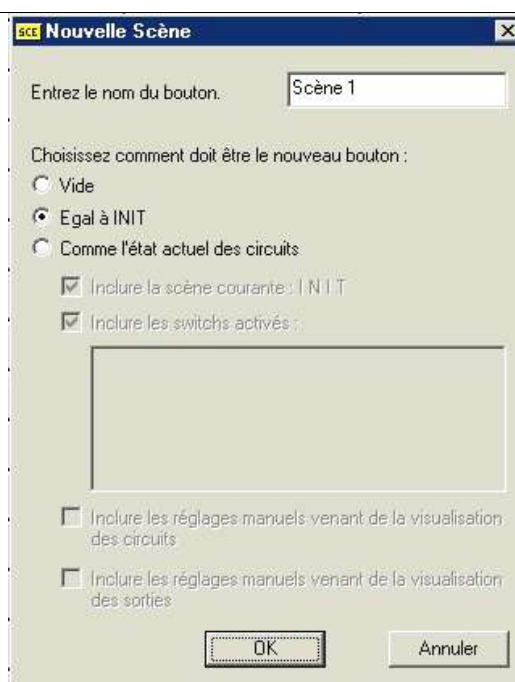 SCE Nouvelle Scène
Entrez le nom du bouton. Scène 1
Choisissez comment doit être le nouveau bouton :
Vide
Egal à INIT
Comme l'état actuel des circuits
Inclure la scène courante : I N I T
Inclure les switchs activés :
Inclure les réglages manuels venant de la visualisation
des circuits
Inclure les réglages manuels venant de la visualisation
des sorties
OK Annuler